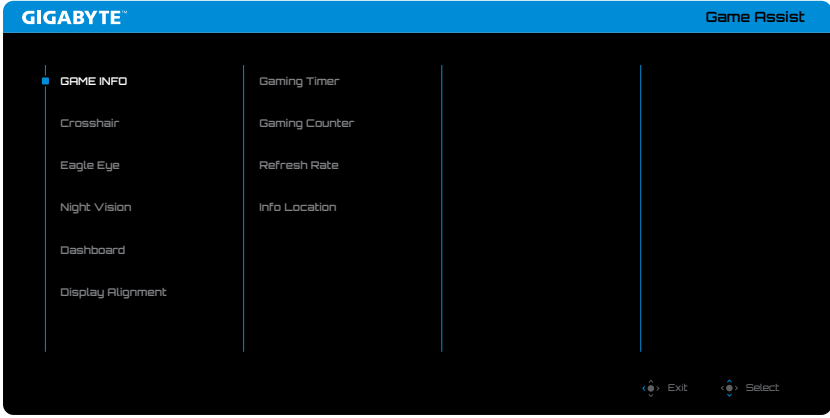 GIGABYTE™
Game Assist
GAME INFO
Crosshair
Eagle Eye
Night Vision
Dashboard
Display Alignment
Gaming Timer
Gaming Counter
Refresh Rate
Info Location
Exit
Select